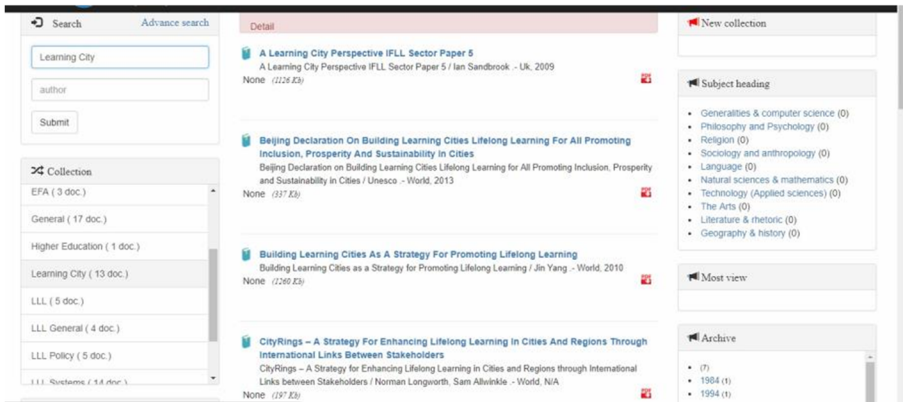 Search Advance search
Learning City
author
Submit
Collection
EFA ( 3 doc.)
General ( 17 doc.)
Higher Education ( 1 doc.)
Learning City ( 13 doc.)
LLL ( 5 doc.)
LLL General ( 4 doc.)
LLL Policy ( 5 doc.)
LLL Systems ( 14 doc.)
Detail
A Learning City Perspective IFLL Sector Paper 5
A Learning City Perspective IFLL Sector Paper 5 / Ian Sandbrook .- Uk, 2009
None (1126 Kb)
Beijing Declaration On Building Learning Cities Lifelong Learning For All Promoting
Inclusion, Prosperity And Sustainability In Cities
Beijing Declaration on Building Learning Cities Lifelong Learning for All Promoting Inclusion, Prosperity
and Sustainability in Cities / Unesco .- World, 2013
None (337 Kb)
Building Learning Cities As A Strategy For Promoting Lifelong Learning
Building Learning Cities as a Strategy for Promoting Lifelong Learning / Jin Yang .- World, 2010
None (1260 Kb)
CityRings – A Strategy For Enhancing Lifelong Learning In Cities And Regions Through
International Links Between Stakeholders
CityRings – A Strategy for Enhancing Lifelong Learning in Cities and Regions through International
Links between Stakeholders / Norman Longworth, Sam Allwinkle .- World, N/A
None (197 Kb)
New collection
Subject heading
Generalities & computer science (0)
Philosophy and Psychology (0)
Religion (0)
Sociology and anthropology (0)
Language (0)
Natural sciences & mathematics (0)
Technology (Applied sciences) (0)
The Arts (0)
Literature & rhetoric (0)
Geography & history (0)
Most view
Archive
(7)
1984 (1)
1994 (1)